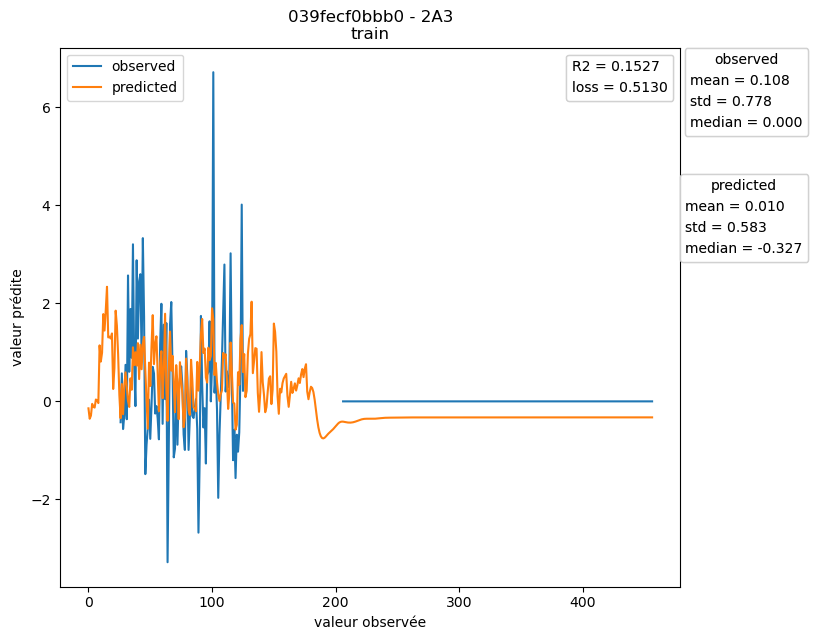 039fecf0bbb0 - 2A3
train
observed
predicted
R2 = 0.1527
loss = 0.5130
observed
mean = 0.108
std = 0.778
median = 0.000
predicted
mean = 0.010
std = 0.583
median = -0.327
valeur prédite
6
4
2
0
−2
0
100
200
300
400
valeur observée